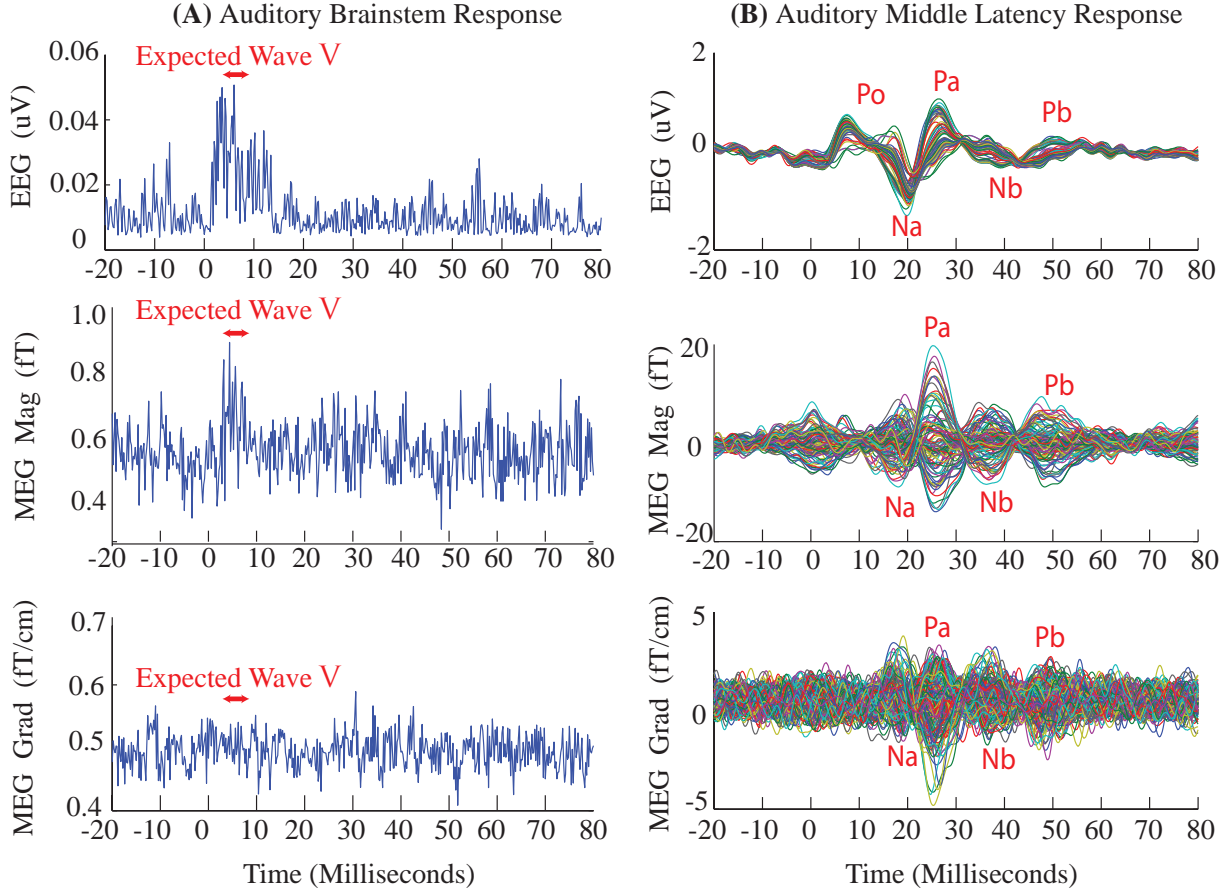 (A) Auditory Brainstem Response
Expected Wave V
EEG (uV)
0.06
0.04
0.02
0
-20 -10 0 10 20 30 40 50 60 70 80
Expected Wave V
MEG Mag (fT)
1.0
0.8
0.6
0.4
-20 -10 0 10 20 30 40 50 60 70 80
Expected Wave V
MEG Grad (fT/cm)
0.7
0.6
0.5
0.4
-20 -10 0 10 20 30 40 50 60 70 80
Time (Milliseconds)
(B) Auditory Middle Latency Response
EEG (uV)
2
0
-2
Po
Pa
Pb
Na
Nb
-20 -10 0 10 20 30 40 50 60 70 80
MEG Mag (fT)
20
0
-20
Pa
Pb
Na
Nb
-20 -10 0 10 20 30 40 50 60 70 80
MEG Grad (fT/cm)
5
0
-5
Pa
Pb
Na
Nb
-20 -10 0 10 20 30 40 50 60 70 80
Time (Milliseconds)